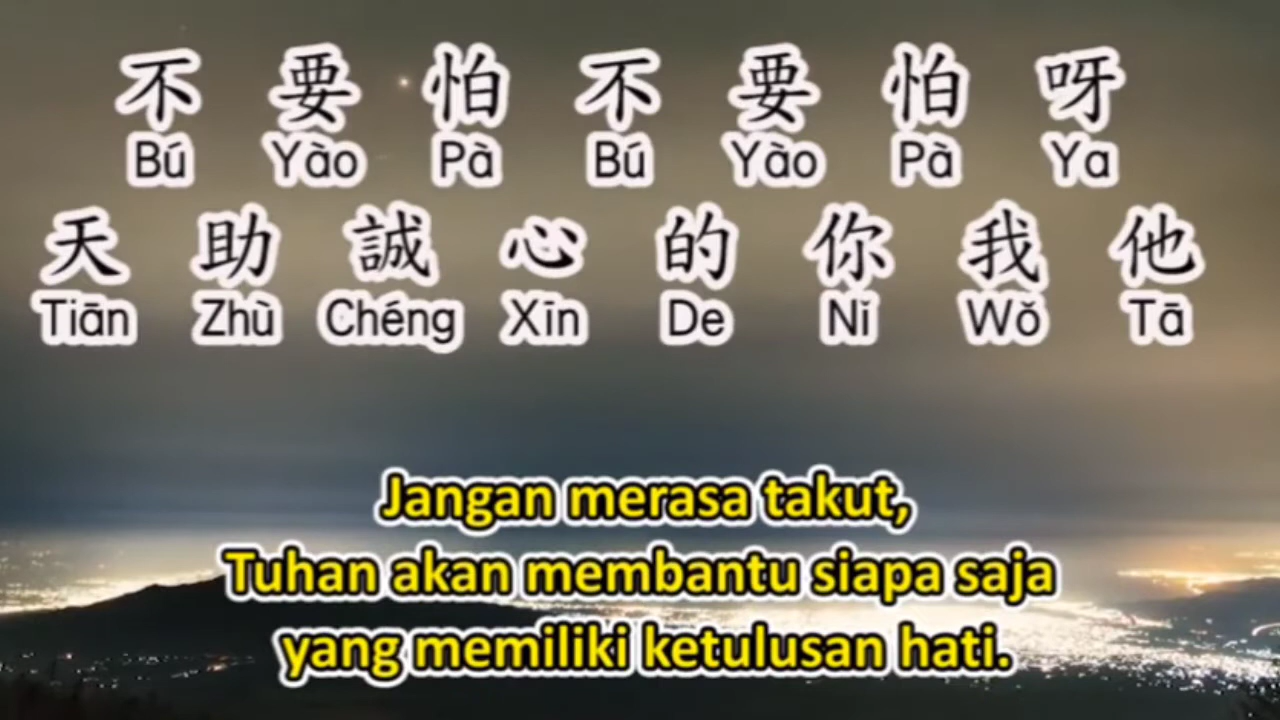 不要怕不要怕呀
Bú Yào Pà Bú Yào Pà Ya
天助誠心的你我他
Tiān Zhù Chéng Xīn De Nǐ Wǒ Tā
Jangan merasa takut,
Tuhan akan membantu siapa saja
yang memiliki ketulusan hati.